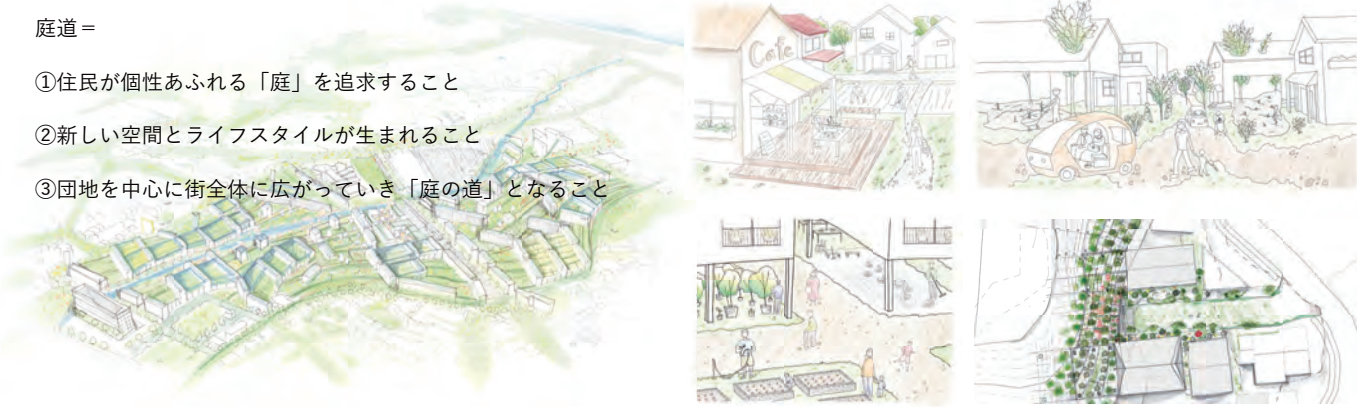 庭道=
①住民が個性あふれる「庭」を追求すること
②新しい空間とライフスタイルが生まれること
③団地を中心に街全体に広がっていき「庭の道」となること
Cafe